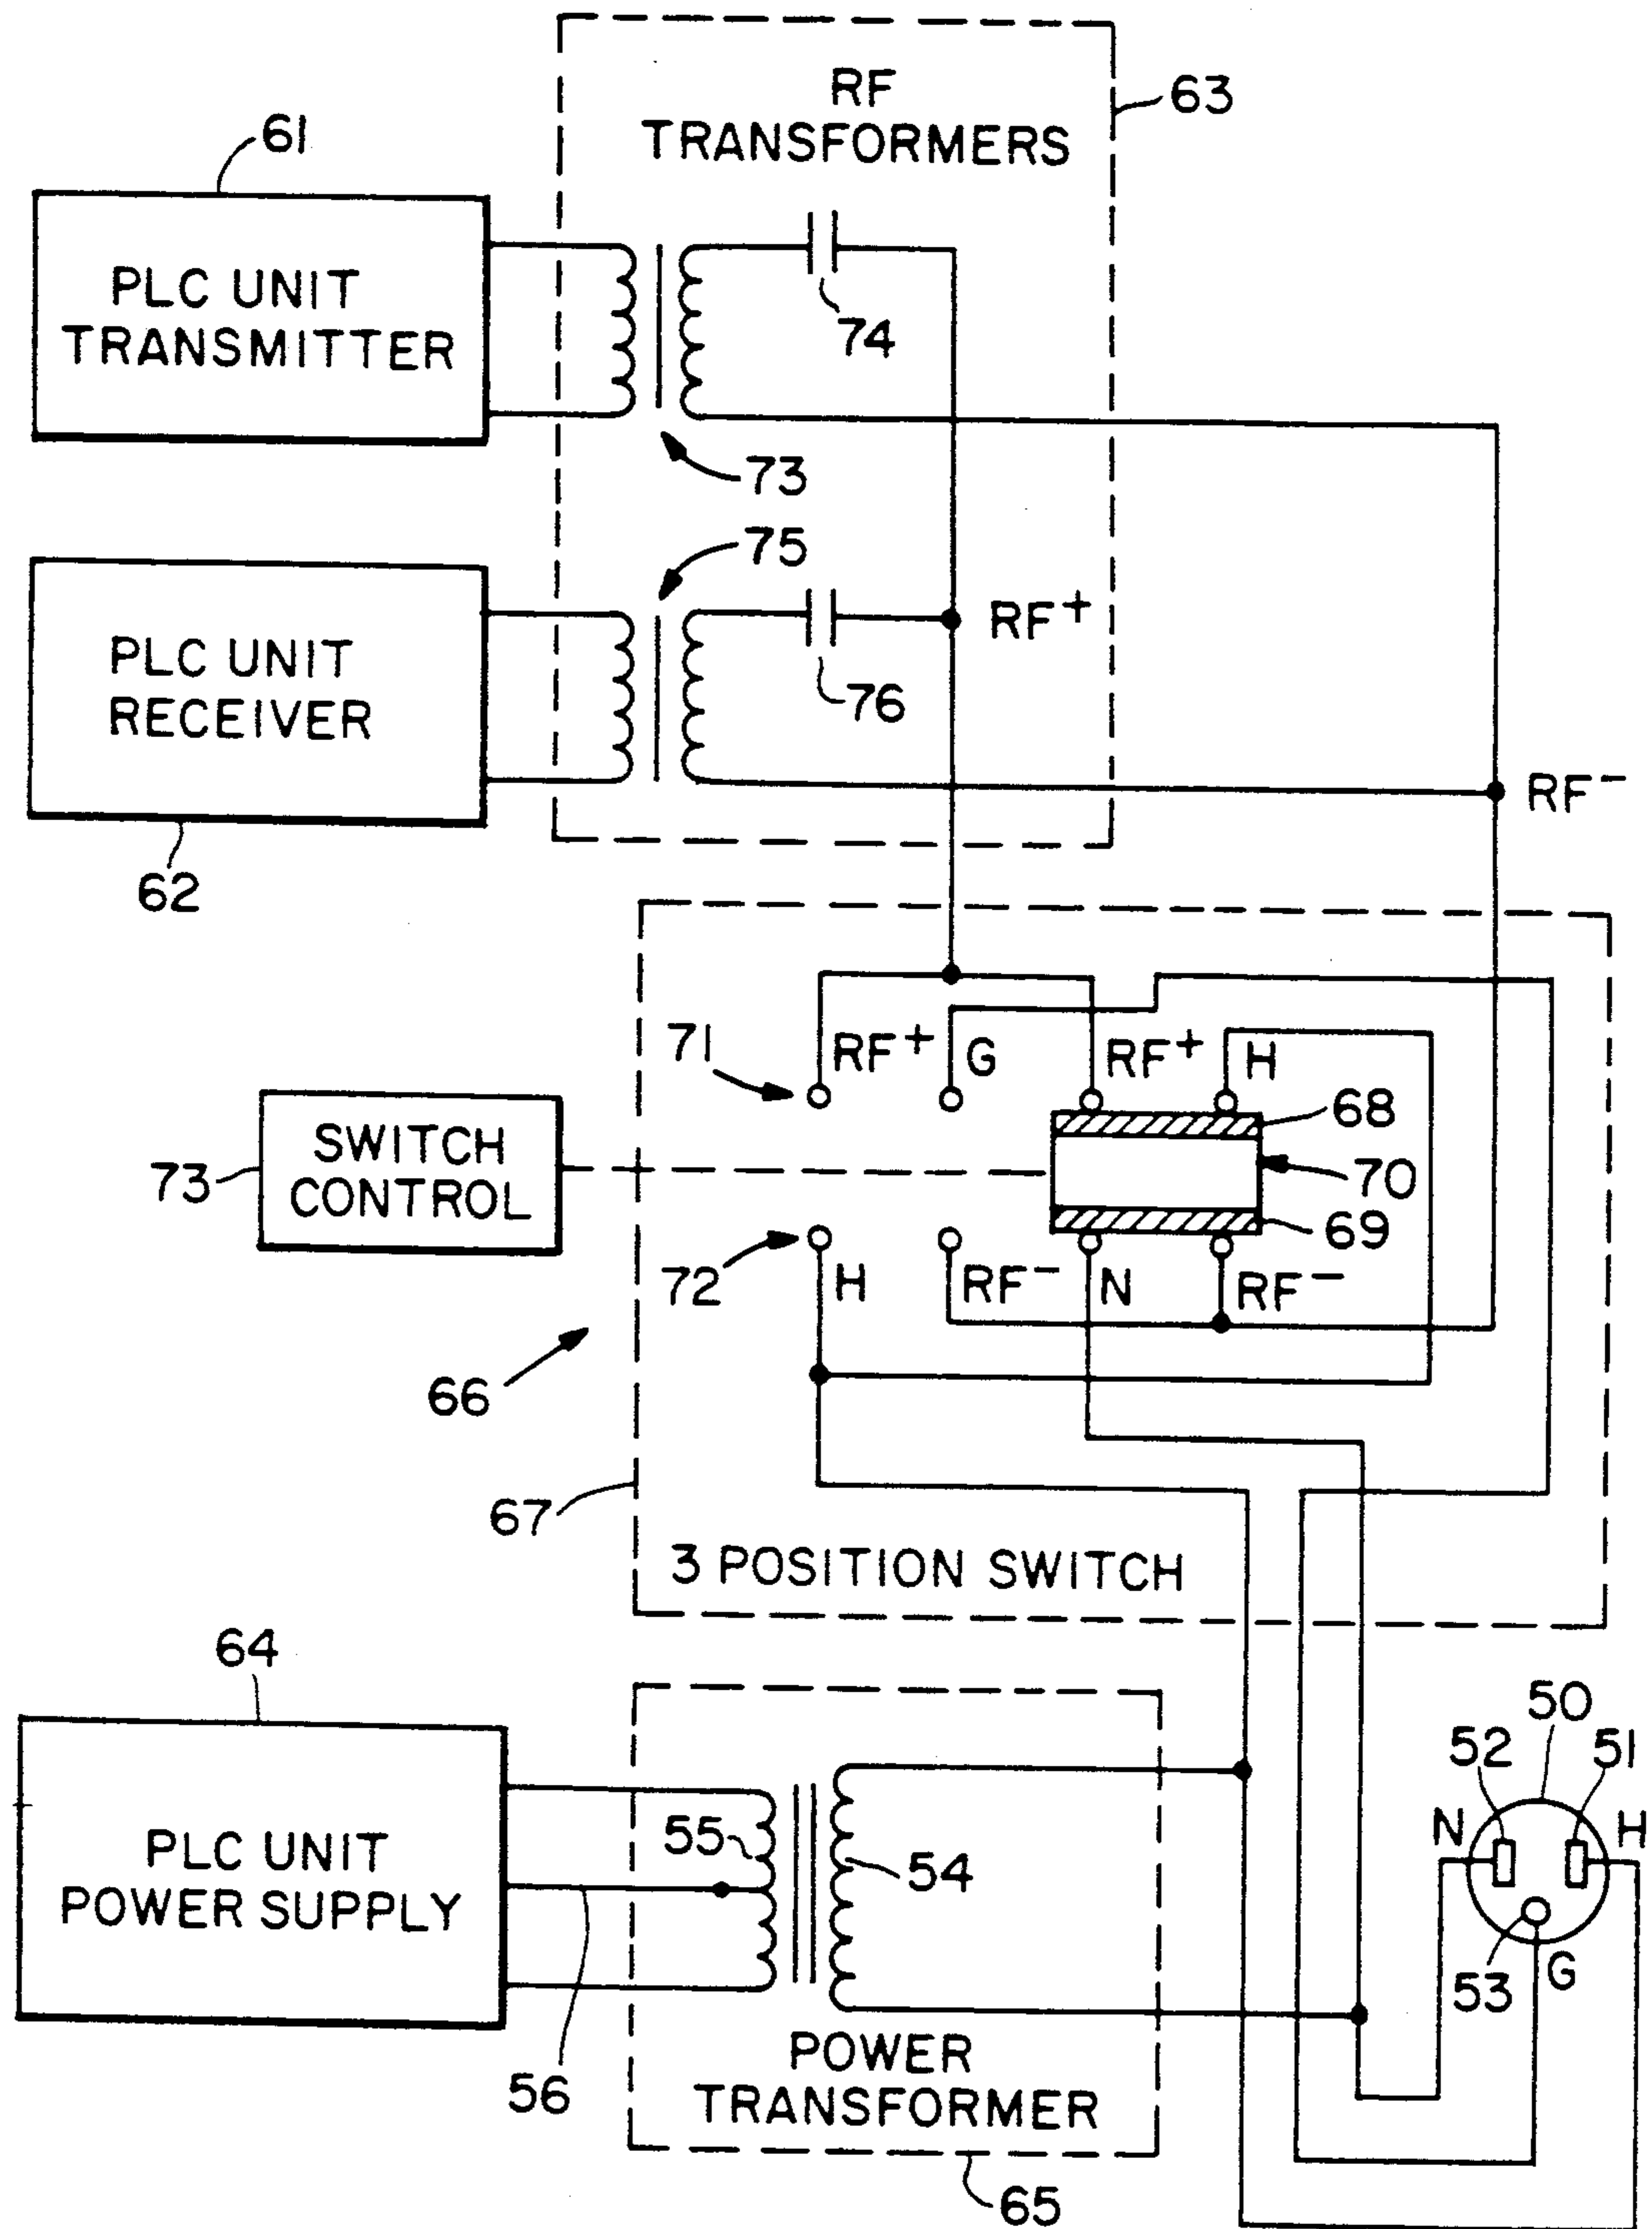 RF
TRANSFORMERS
63
61
PLC UNIT
TRANSMITTER
74
73
75
PLC UNIT
RECEIVER
RF+
76
RF-
62
71
RF+
G
RF+
H
68
SWITCH
CONTROL
73
70
69
72
H
RF-
N
RF-
66
67
3 POSITION SWITCH
64
50
52
51
N
H
PLC UNIT
POWER SUPPLY
55
54
53
G
56
POWER
TRANSFORMER
65